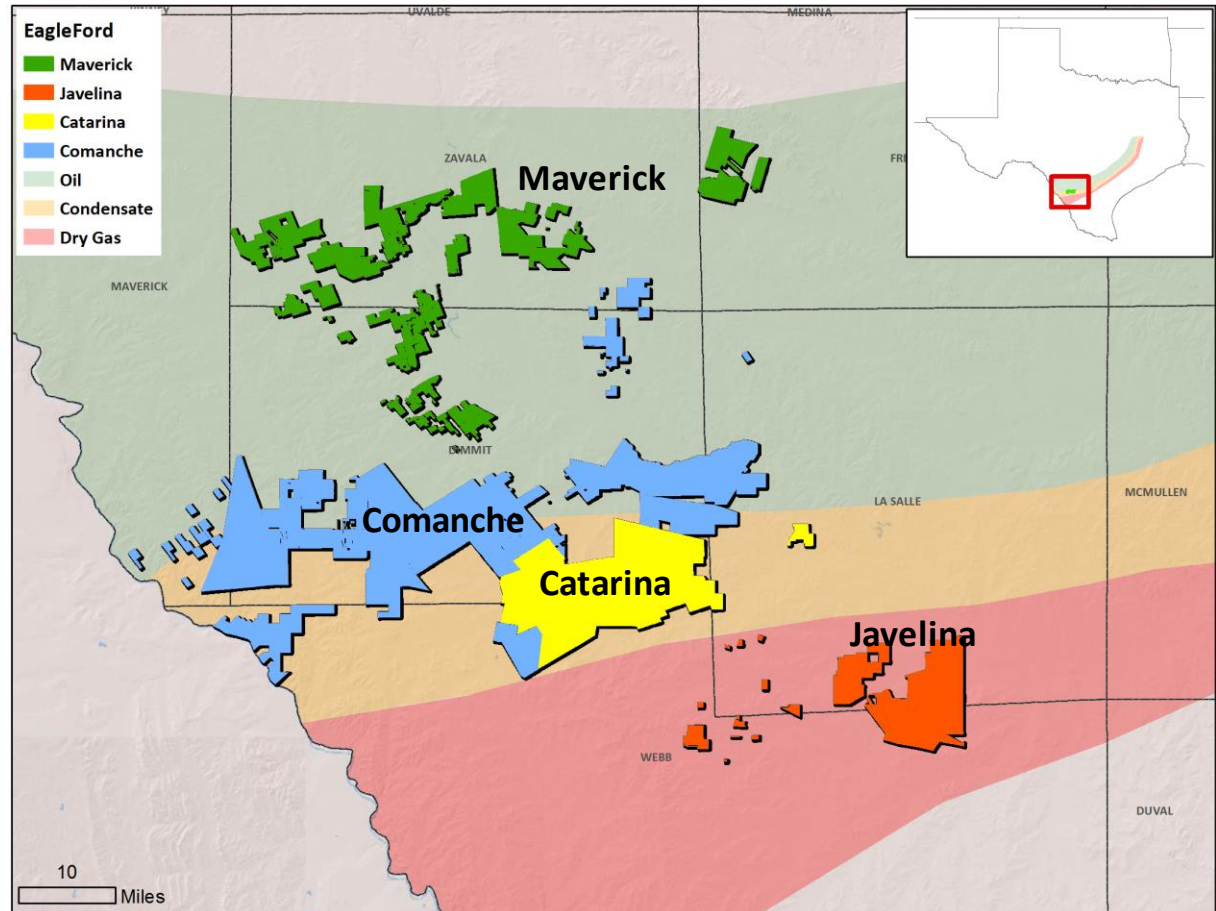 UVALDE
MEDINA
EagleFord
Maverick
Javelina
Catarina
Comanche
Oil
Condensate
Dry Gas
ZAVALA
Maverick
MAVERICK
DIMMIT
Comanche
LA SALLE
MCMULLEN
Catarina
Javelina
WEBB
DUVAL
10
Miles